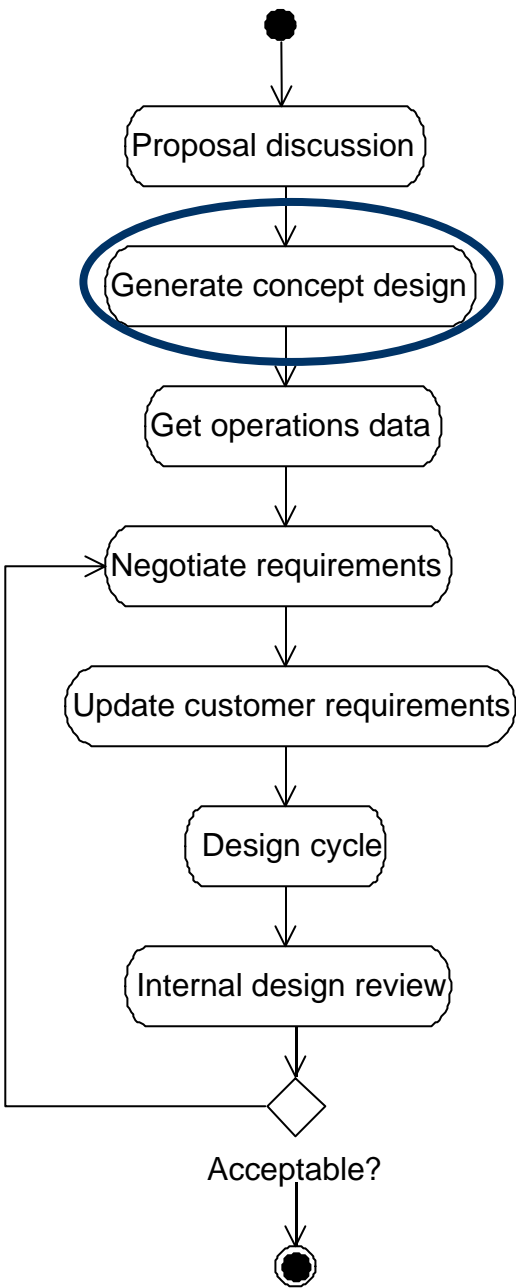 Proposal discussion
Generate concept design
Get operations data
Negotiate requirements
Update customer requirements
Design cycle
Internal design review
Acceptable?